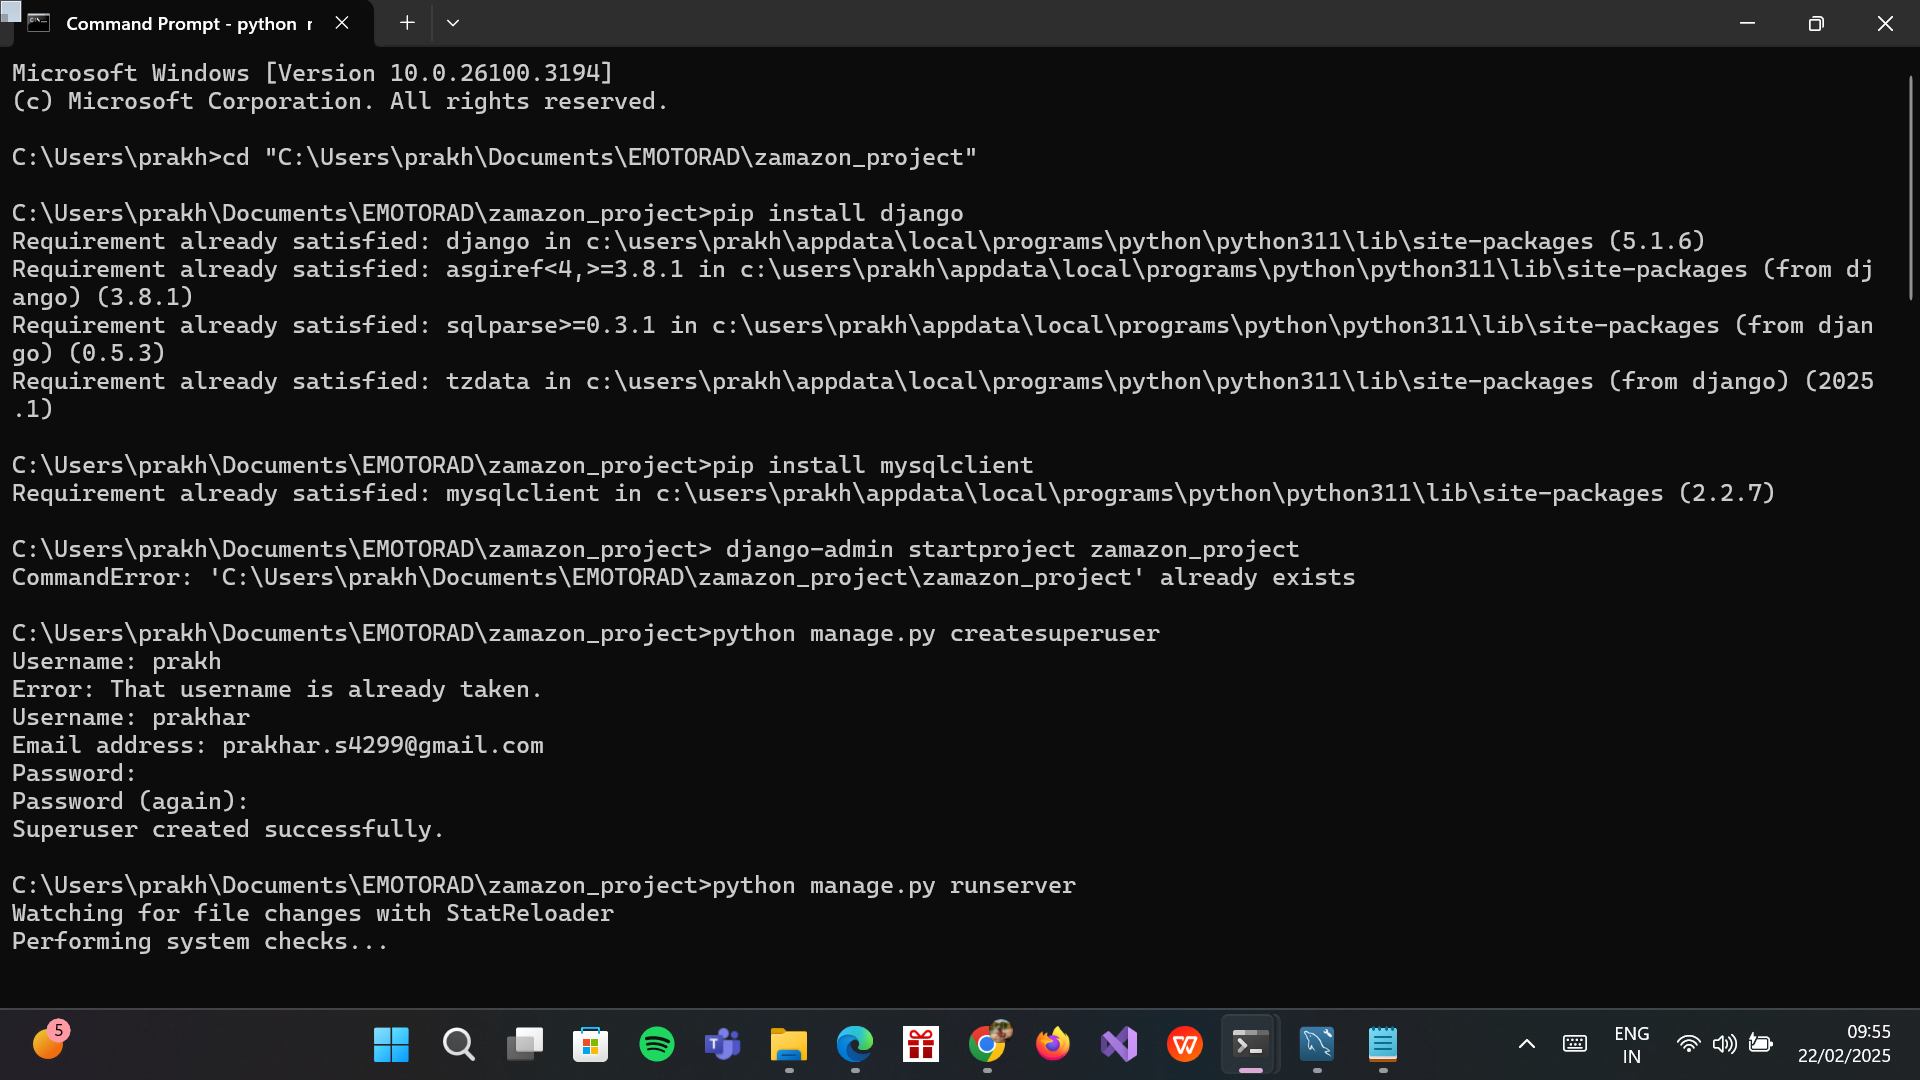 Command Prompt - python r
Microsoft Windows [Version 10.0.26100.3194]
(c) Microsoft Corporation. All rights reserved.
C:\Users\prakh>cd "C:\Users\prakh\Documents\EMOTORAD\zamazon_project"
C:\Users\prakh\Documents\EMOTORAD\zamazon_project>pip install django
Requirement already satisfied: django in c:\users\prakh\appdata\local\programs\python\python311\lib\site-packages (5.1.6)
Requirement already satisfied: asgiref<4,>=3.8.1 in c:\users\prakh\appdata\local\programs\python\python311\lib\site-packages (from dj
ango) (3.8.1)
Requirement already satisfied: sqlparse>=0.3.1 in c:\users\prakh\appdata\local\programs\python\python311\lib\site-packages (from djan
go) (0.5.3)
Requirement already satisfied: tzdata in c:\users\prakh\appdata\local\programs\python\python311\lib\site-packages (from django) (2025
.1)
C:\Users\prakh\Documents\EMOTORAD\zamazon_project>pip install mysqlclient
Requirement already satisfied: mysqlclient in c:\users\prakh\appdata\local\programs\python\python311\lib\site-packages (2.2.7)
C:\Users\prakh\Documents\EMOTORAD\zamazon_project> django-admin startproject zamazon_project
CommandError: 'C:\Users\prakh\Documents\EMOTORAD\zamazon_project\zamazon_project' already exists
C:\Users\prakh\Documents\EMOTORAD\zamazon_project>python manage.py createsuperuser
Username: prakh
Error: That username is already taken.
Username: prakhar
Email address: prakhar.s4299@gmail.com
Password:
Password (again):
Superuser created successfully.
C:\Users\prakh\Documents\EMOTORAD\zamazon_project>python manage.py runserver
Watching for file changes with StatReloader
Performing system checks...
5
ENG
IN
09:55
22/02/2025